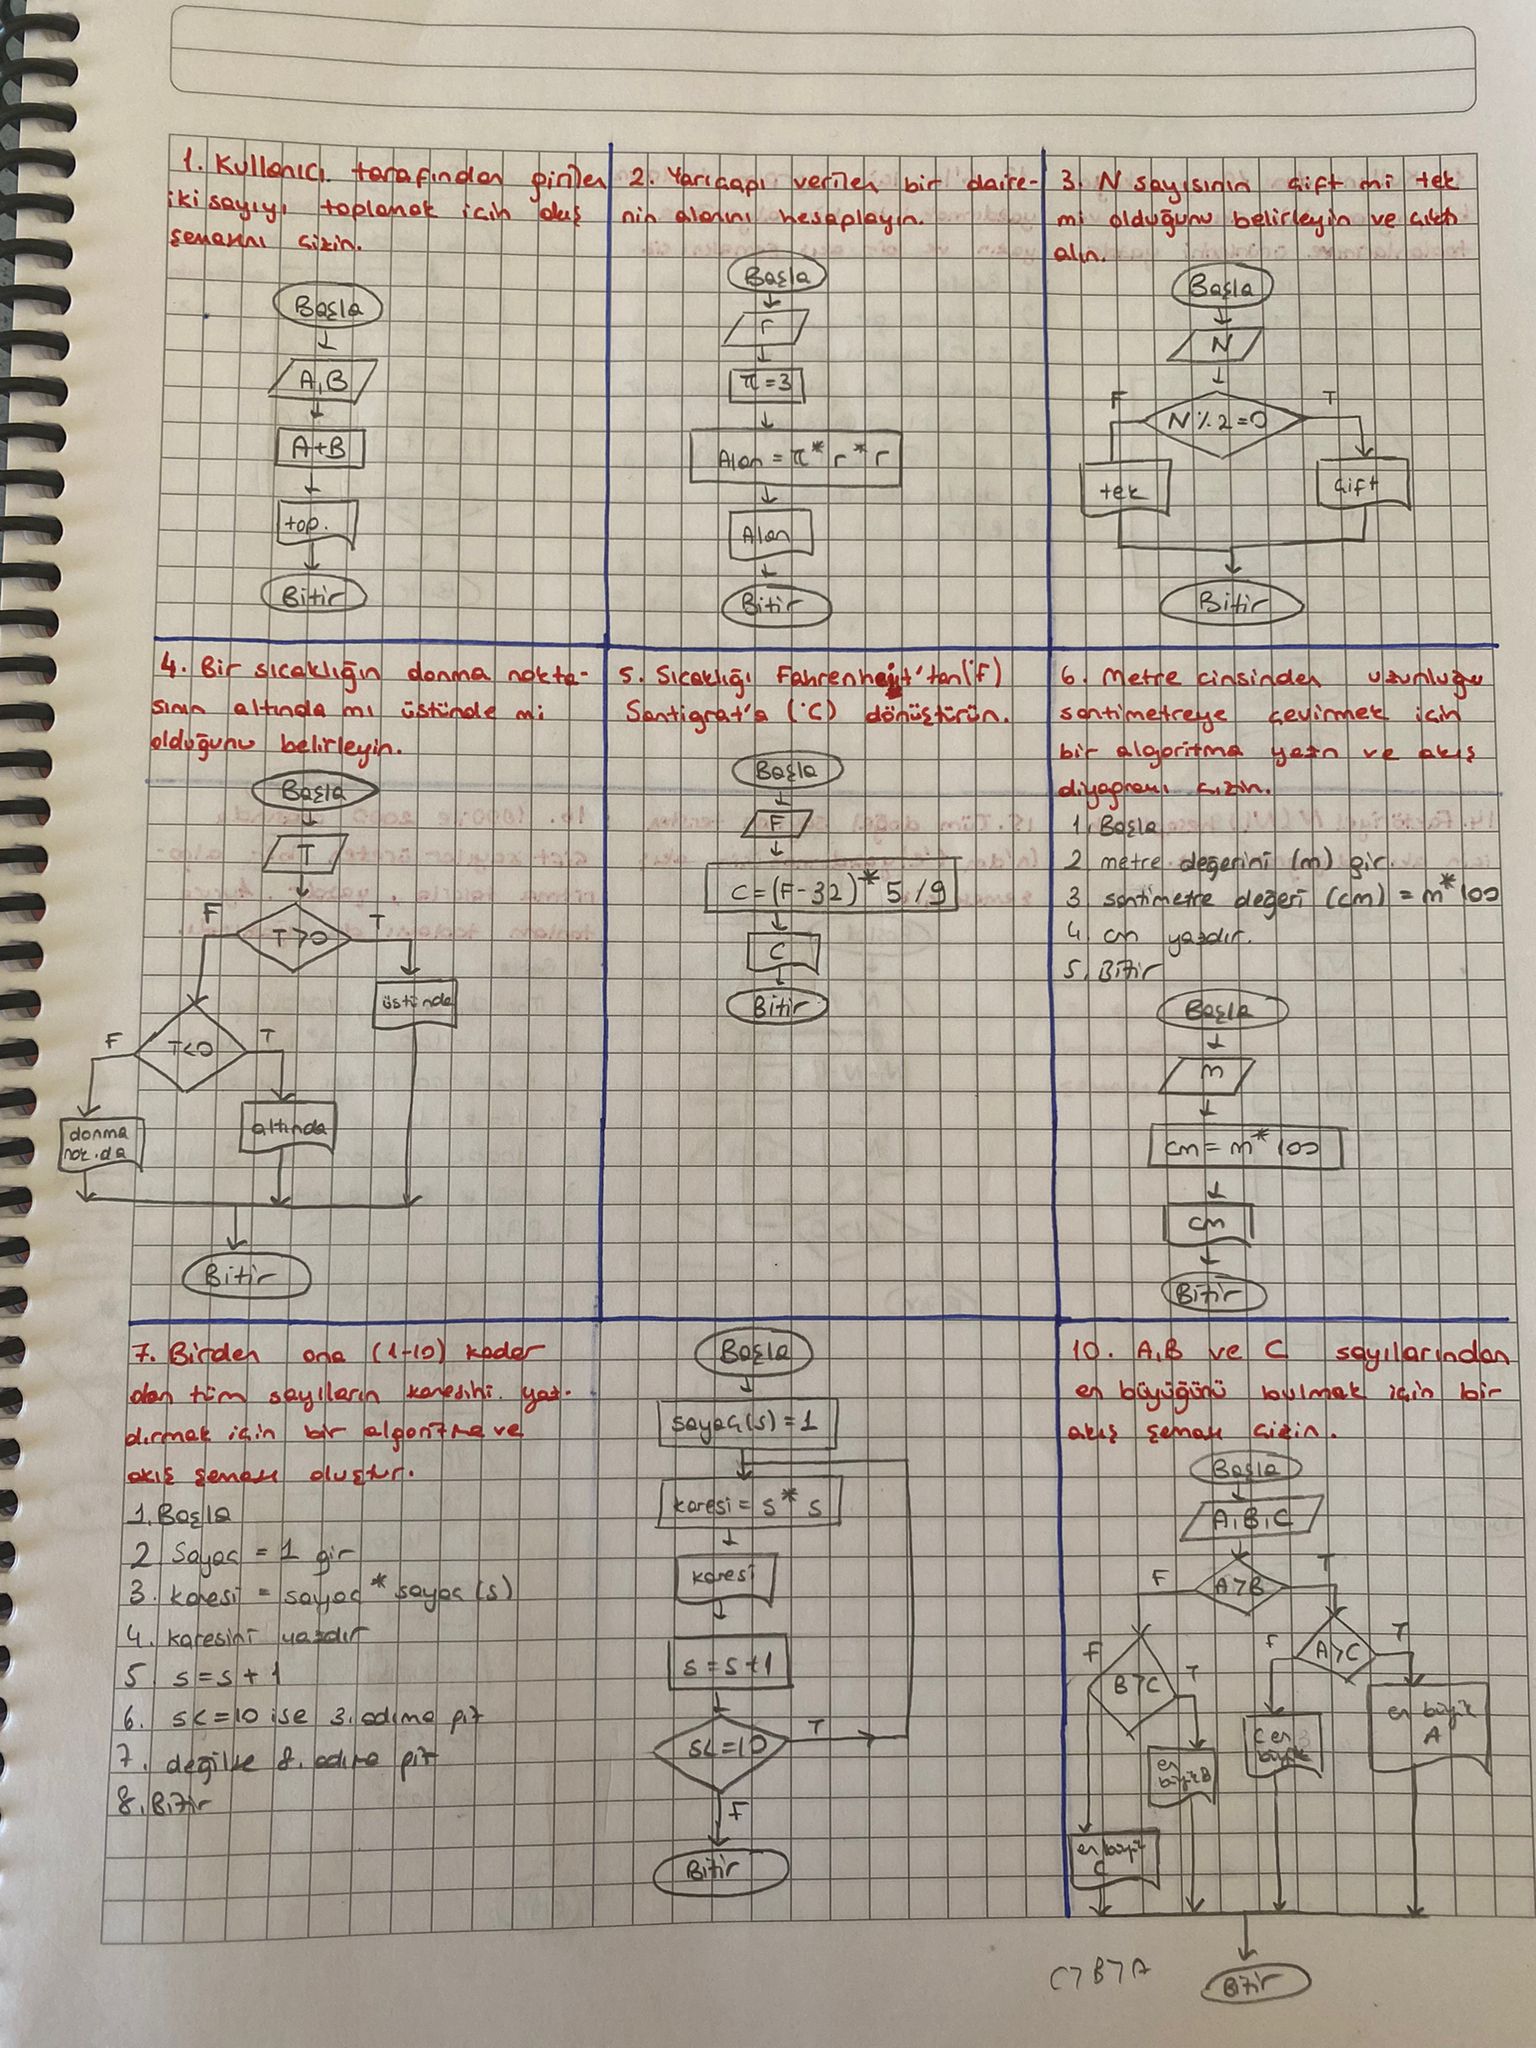 1. Kullanıcı tarafından girilen
iki sayıyı toplamak için akış
şemasını çizin.
Başla
A,B
A+B
top.
Bitir
2. Yarıçapı verilen bir daire-
nin alanını hesaplayın.
Başla
r
π=3
Alan = π* r * r
Alan
Bitir
3. N sayısının çift mi tek
mi olduğunu belirleyin ve çıktı
alın.
Başla
N
F
T
N % 2 = 0
tek
çift
Bitir
4. Bir sıcaklığın donma nokta-
sının altında mı üstünde mi
olduğunu belirleyin.
Başla
T
F
T
T>0
üstünde
F
T
T<0
donma
nok.da
altında
Bitir
5. Sıcaklığı Fahrenheit'tan(°F)
Santigrat'a (°C) dönüştürün.
Başla
F
C=(F-32)* 5/9
C
Bitir
6. Metre cinsinden uzunluğu
santimetreye çevirmek için
bir algoritma yazın ve akış
diyagramı çizin.
1. Başla
2 metre değerini (m) gir.
3 santimetre değeri (cm) = m*100
4. cm yazdır.
5. Bitir
Başla
m
cm = m* 100
cm
Bitir
7. Birden ona (1-10) kadar
olan tüm sayıların karesini yaz-
dırmak için bir algoritma ve
akış şeması oluştur.
1. Başla
2 Sayaç = 1 gir
3. karesi = sayaç * sayaç (s)
4. karesini yazdır
5. s=s+1
6. s<=10 ise 3. adıma git
7. değilse 8. adıma git
8. Bitir
Başla
sayaç(s) = 1
karesi = s* s
karesi
s=s+1
s<=10
T
F
Bitir
10. A,B ve C sayılarından
en büyüğünü bulmak için bir
akış şeması çizin.
Başla
A,B,C
F
T
A>B
F
T
B>C
F
T
A>C
en büyük
A
C en
büyük
en
büyük B
en büyük
C
C>B>A
Bitir